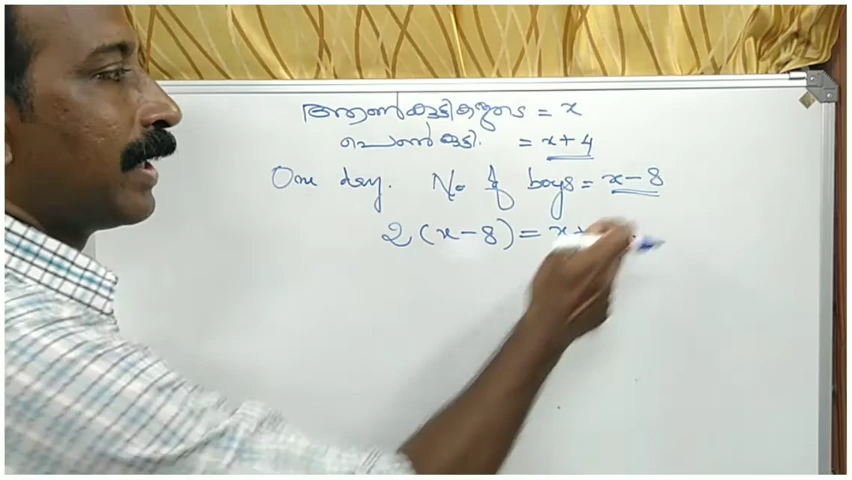 ആൺകുട്ടികളുടെ = x
പെൺകുട്ടി. = x + 4
One day. No of boys = x - 8
2 (x - 8) = x +